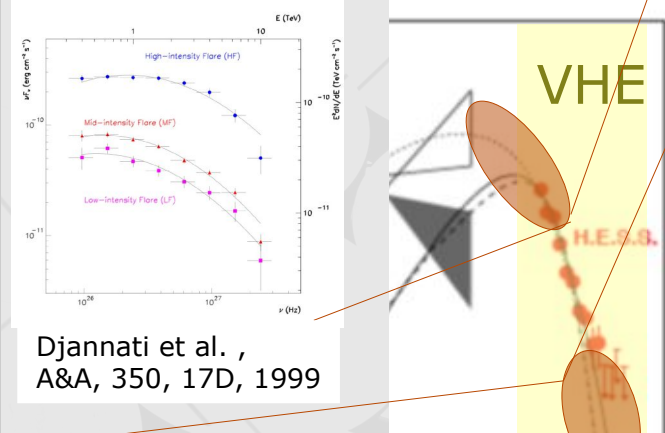 E (TeV)
1
10
High-intensity Flare (HF)
Mid-intensity Flare (MF)
Low-intensity Flare (LF)
νFν (erg cm⁻² s⁻¹)
10⁻¹⁰
10⁻¹¹
E²dN/dE (TeV cm⁻² s⁻¹)
10⁻¹⁰
10⁻¹¹
10²⁶
10²⁷
ν (Hz)
Djannati et al. ,
A&A, 350, 17D, 1999
VHE
H.E.S.S.